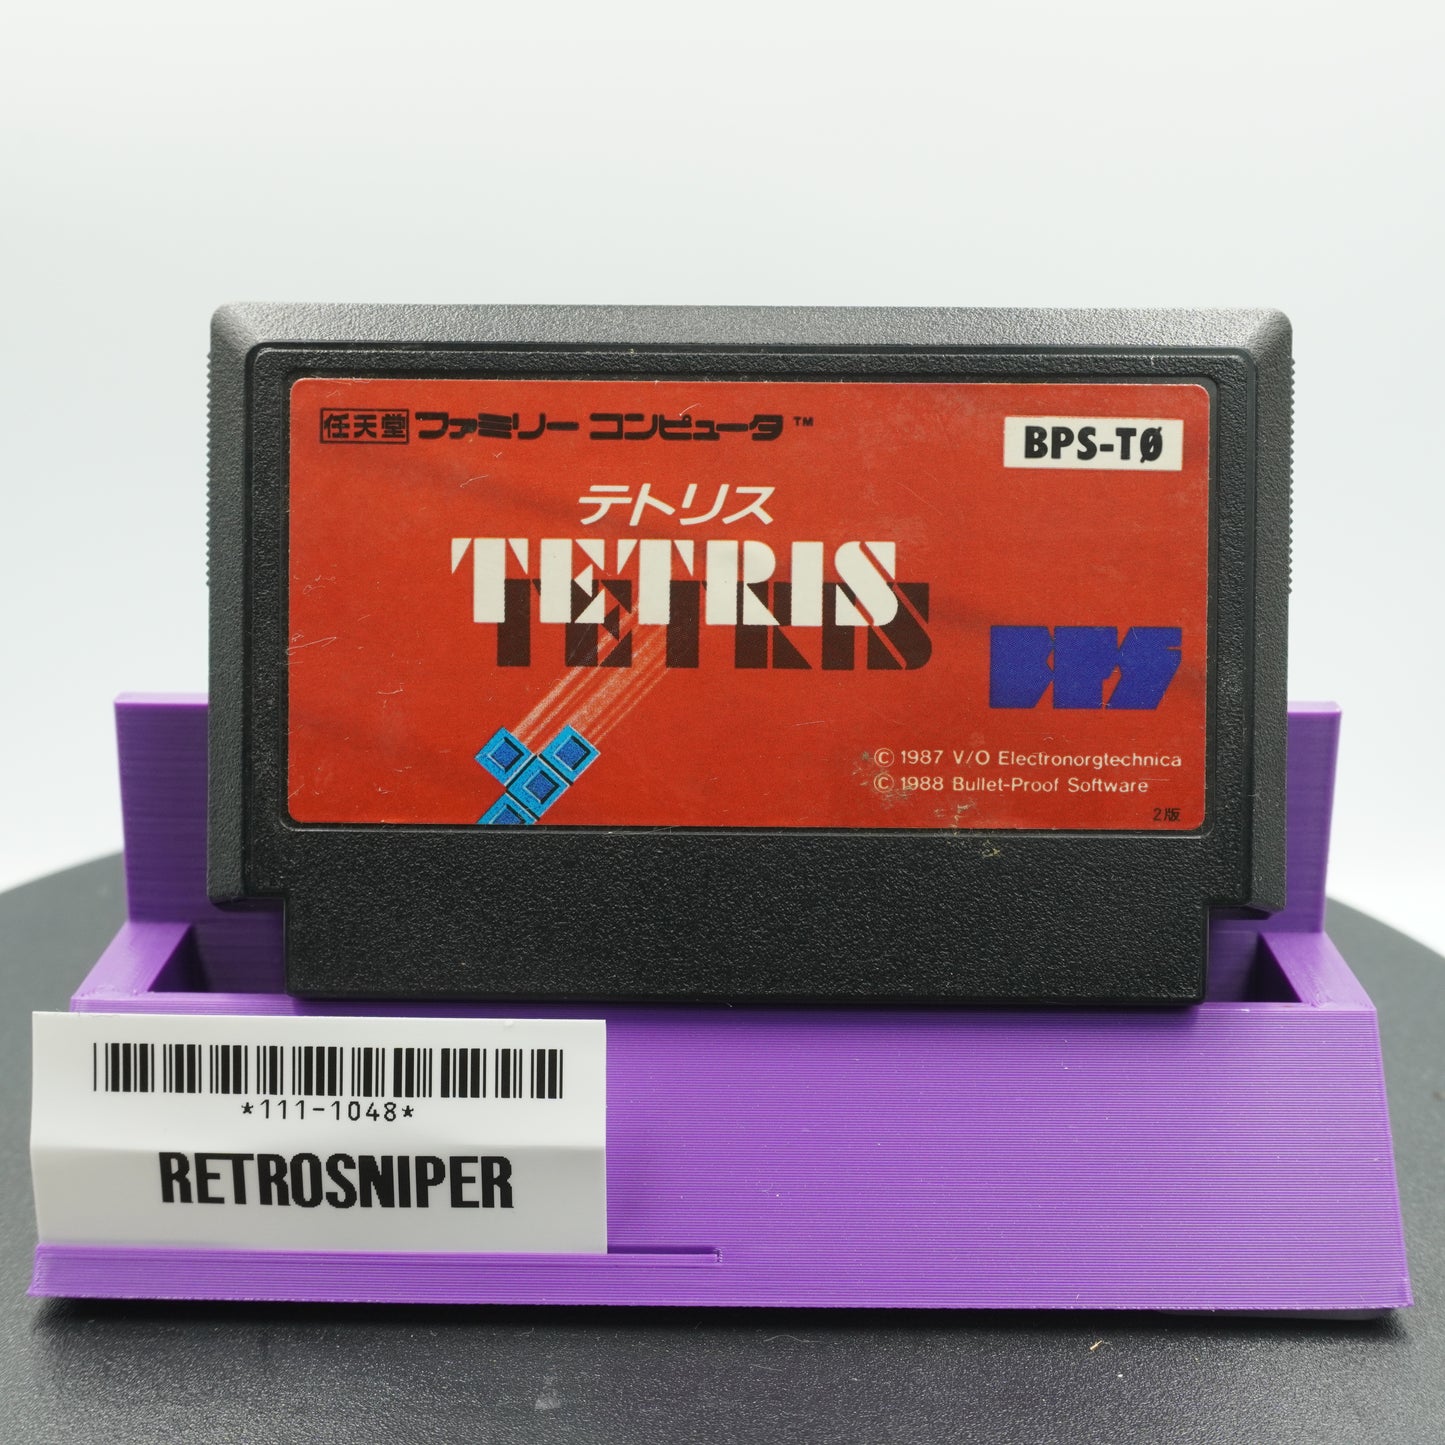 任天堂 ファミリー コンピュータ™
BPS-TØ
テトリス
TETRIS
TETRIS
BPS
© 1987 V/O Electronorgtechnica
© 1988 Bullet-Proof Software
2版
*111-1048*
RETROSNIPER